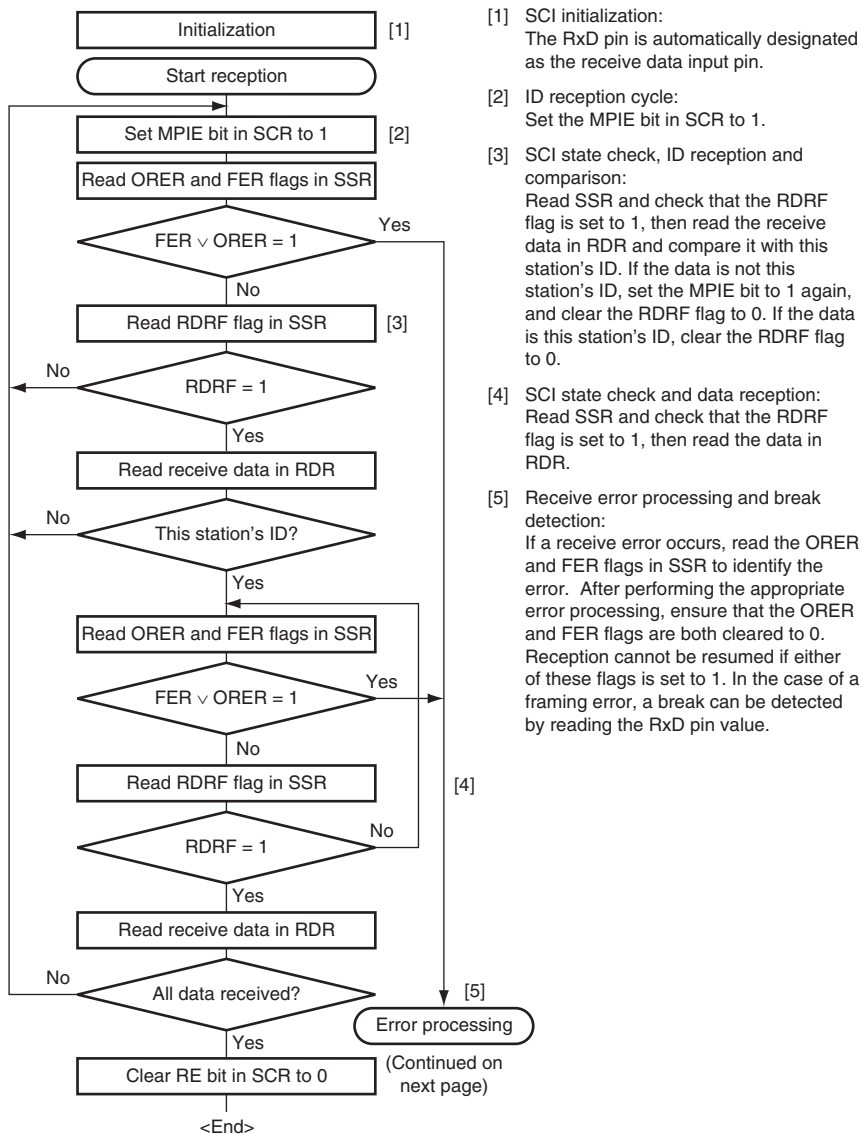 Initialization [1]
Start reception
Set MPIE bit in SCR to 1 [2]
Read ORER and FER flags in SSR
Yes
FER ∨ ORER = 1
No
Read RDRF flag in SSR [3]
No
RDRF = 1
Yes
Read receive data in RDR
No
This station's ID?
Yes
Read ORER and FER flags in SSR
Yes
FER ∨ ORER = 1
No
Read RDRF flag in SSR
[4]
No
RDRF = 1
Yes
Read receive data in RDR
No
All data received?
[5]
Error processing
Yes
(Continued on
next page)
Clear RE bit in SCR to 0
<End>
[1] SCI initialization:
The RxD pin is automatically designated
as the receive data input pin.
[2] ID reception cycle:
Set the MPIE bit in SCR to 1.
[3] SCI state check, ID reception and
comparison:
Read SSR and check that the RDRF
flag is set to 1, then read the receive
data in RDR and compare it with this
station's ID. If the data is not this
station's ID, set the MPIE bit to 1 again,
and clear the RDRF flag to 0. If the data
is this station's ID, clear the RDRF flag
to 0.
[4] SCI state check and data reception:
Read SSR and check that the RDRF
flag is set to 1, then read the data in
RDR.
[5] Receive error processing and break
detection:
If a receive error occurs, read the ORER
and FER flags in SSR to identify the
error. After performing the appropriate
error processing, ensure that the ORER
and FER flags are both cleared to 0.
Reception cannot be resumed if either
of these flags is set to 1. In the case of a
framing error, a break can be detected
by reading the RxD pin value.